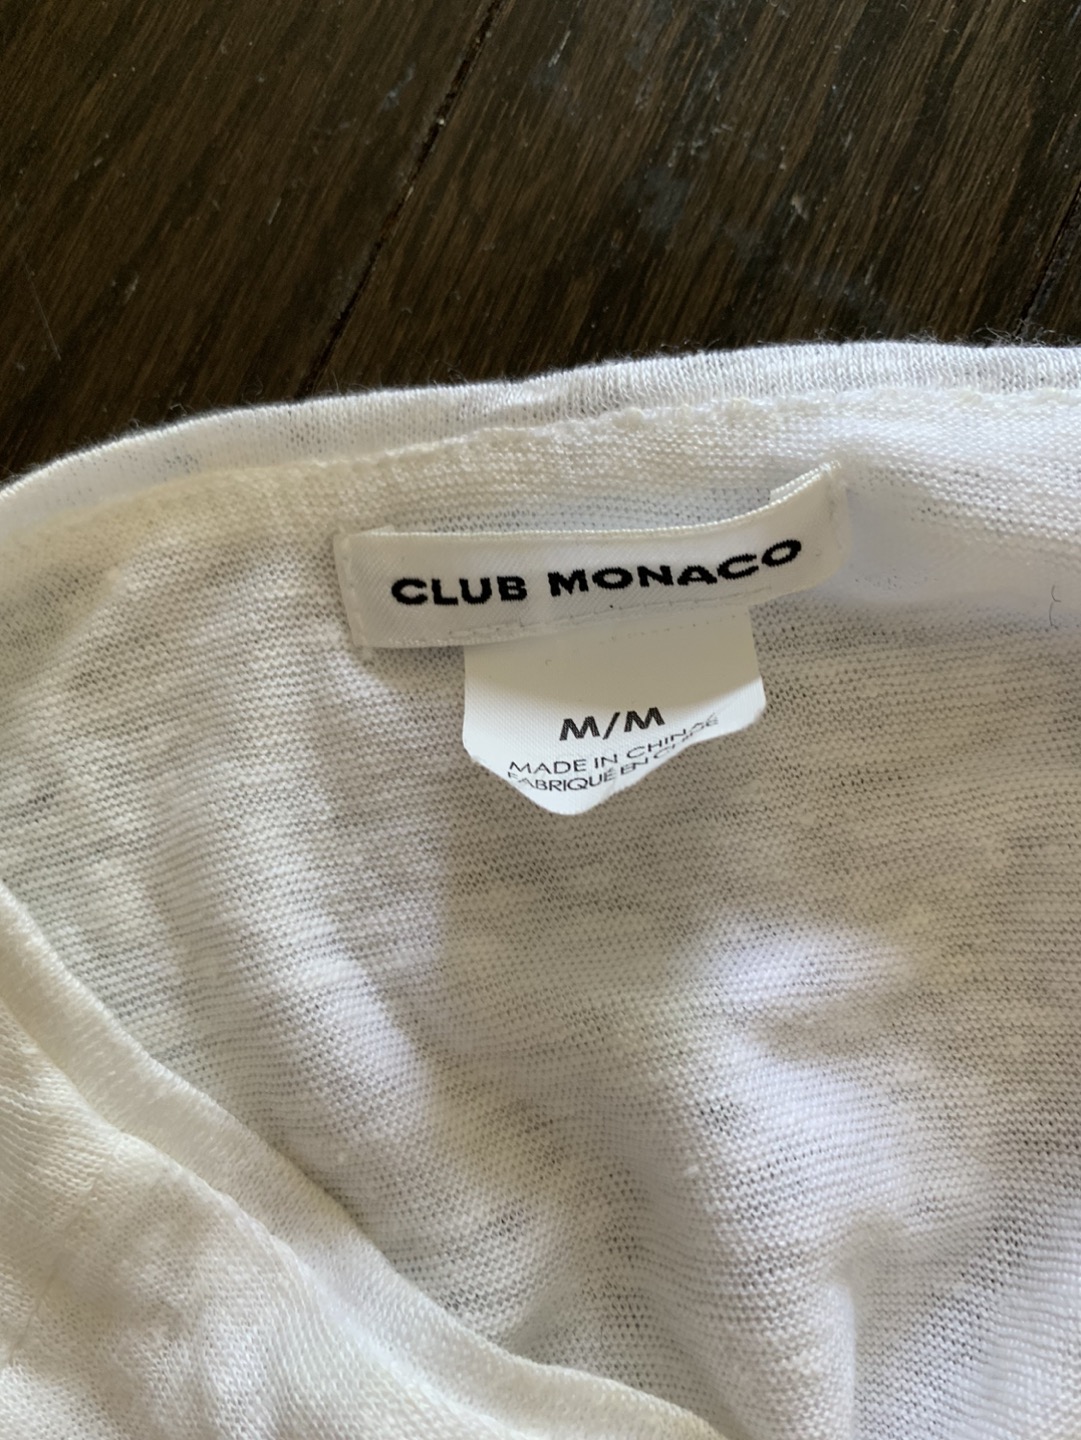 CLUB MONACO
M/M
MADE IN CHINA
FABRIQUÉ EN CHINE